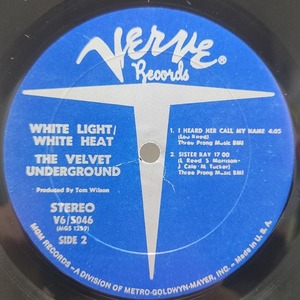 Verve®
Records
WHITE LIGHT/
WHITE HEAT
THE VELVET
UNDERGROUND
Produced by Tom Wilson
STEREO
V6/5046
(MGS 1299)
SIDE 2
1. I HEARD HER CALL MY NAME 4:05
(Lou Reed)
Three Prong Music BMI
2. SISTER RAY 17:00
(L Reed S Morrison-
J Cale-M. Tucker)
Three Prong Music BMI
MGM RECORDS-A DIVISION OF METRO-GOLDWYN-MAYER, INC.-Made in U.S.A.